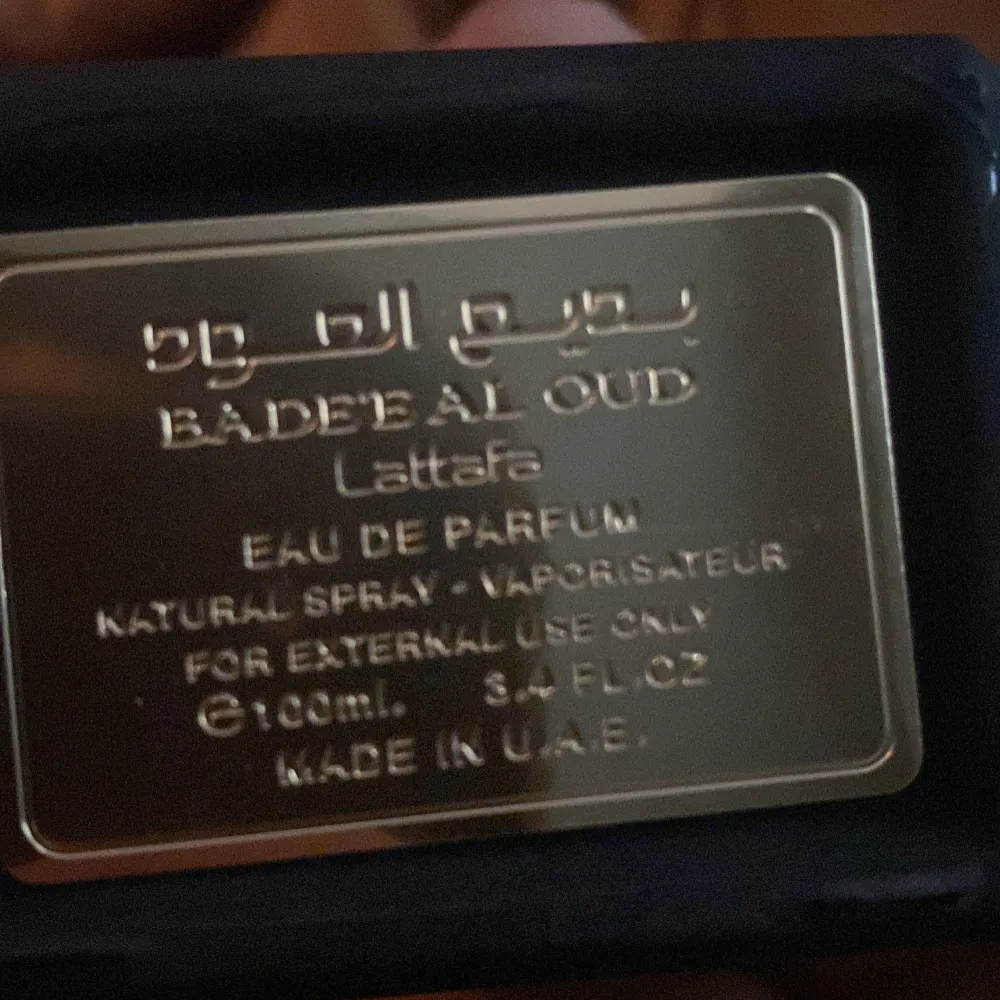 بديع العود
BADE'E AL OUD
Lattafa
EAU DE PARFUM
NATURAL SPRAY - VAPORISATEUR
FOR EXTERNAL USE ONLY
℮100ml. 3.4 FL.OZ
MADE IN U.A.E.